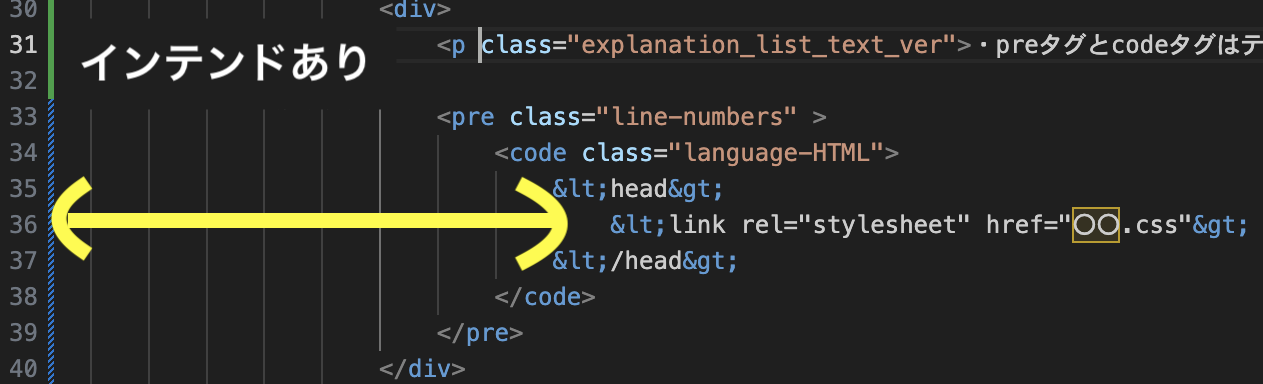 30 <div>
31 <p class="explanation_list_text_ver">・preタグとcodeタグはテ
インテンドあり
32
33 <pre class="line-numbers" >
34 <code class="language-HTML">
35 &lt;head&gt;
36 &lt;link rel="stylesheet" href="〇〇.css"&gt;
37 &lt;/head&gt;
38 </code>
39 </pre>
40 </div>